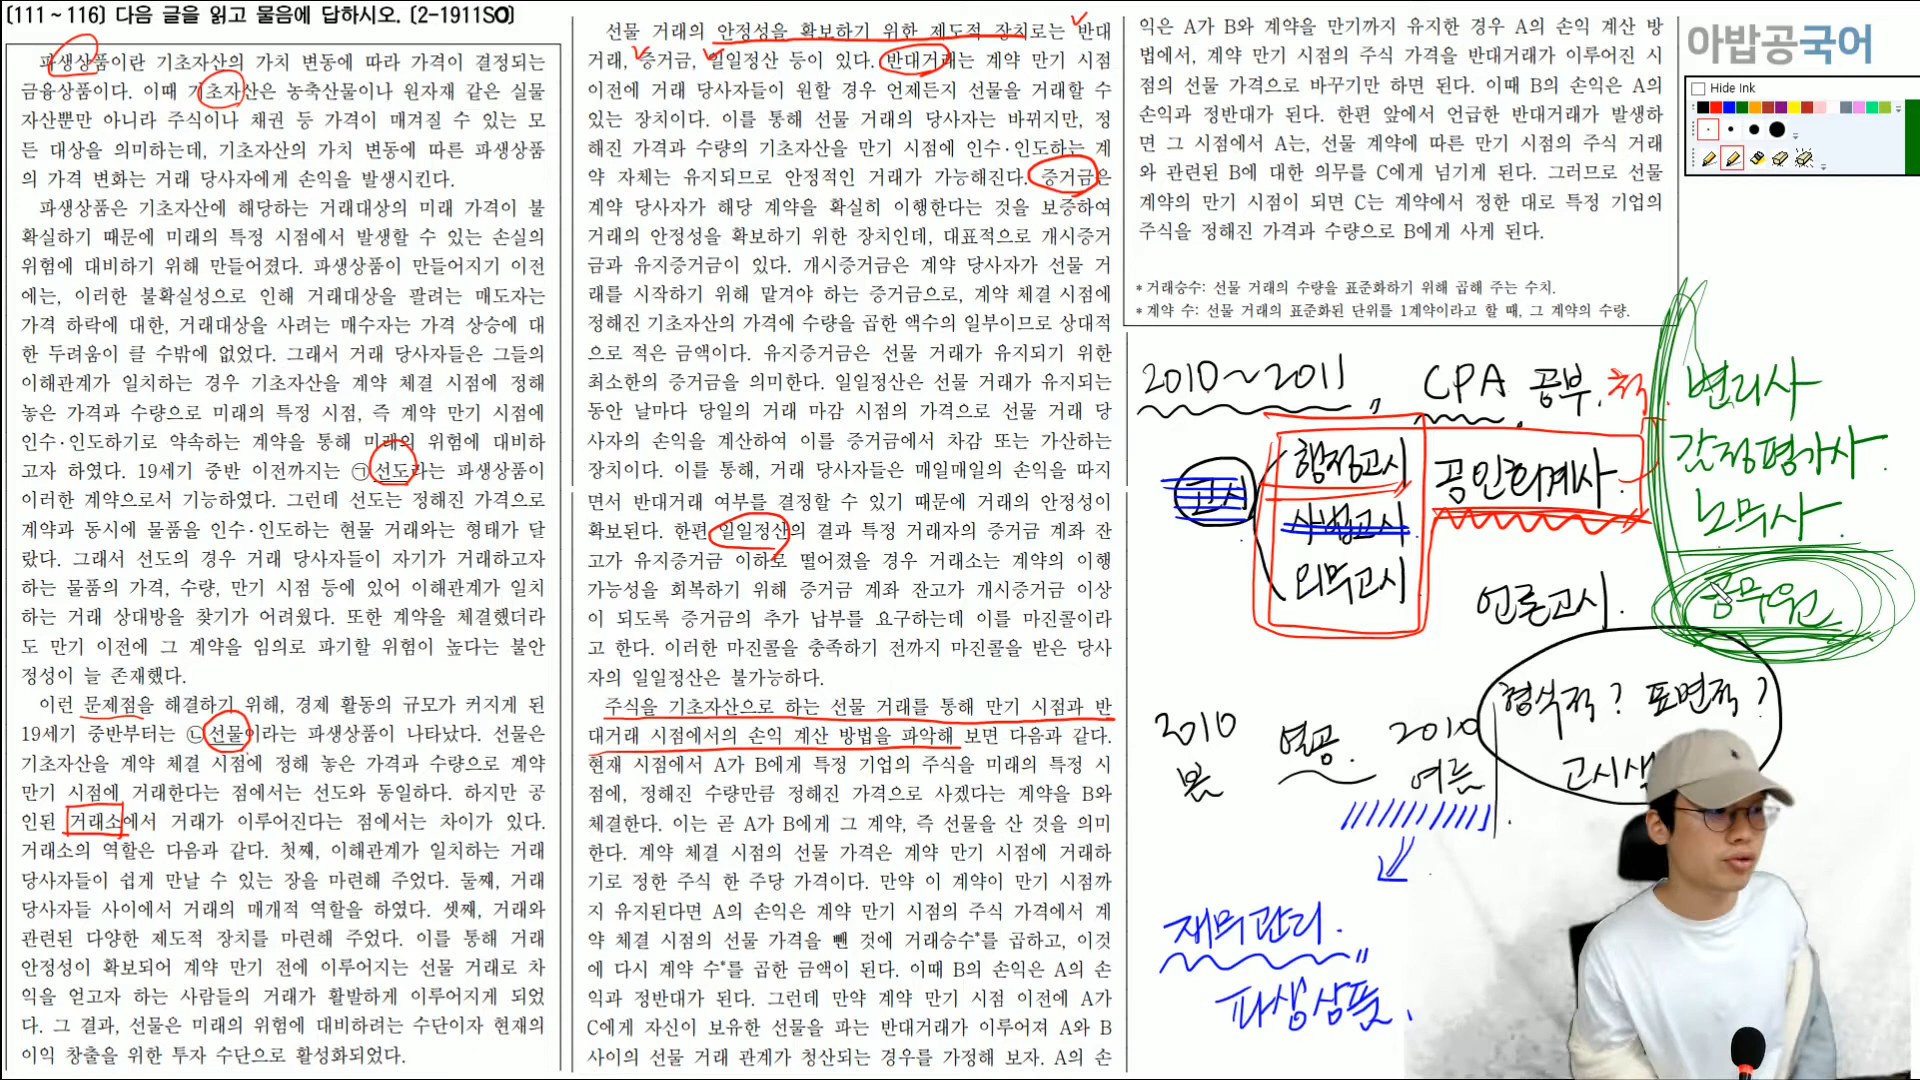 [111～116] 다음 글을 읽고 물음에 답하시오. [2-1911SO]
파생상품이란 기초자산의 가치 변동에 따라 가격이 결정되는
금융상품이다. 이때 기초자산은 농축산물이나 원자재 같은 실물
자산뿐만 아니라 주식이나 채권 등 가격이 매겨질 수 있는 모
든 대상을 의미하는데, 기초자산의 가치 변동에 따른 파생상품
의 가격 변화는 거래 당사자에게 손익을 발생시킨다.
파생상품은 기초자산에 해당하는 거래대상의 미래 가격이 불
확실하기 때문에 미래의 특정 시점에서 발생할 수 있는 손실의
위험에 대비하기 위해 만들어졌다. 파생상품이 만들어지기 이전
에는, 이러한 불확실성으로 인해 거래대상을 팔려는 매도자는
가격 하락에 대한, 거래대상을 사려는 매수자는 가격 상승에 대
한 두려움이 클 수밖에 없었다. 그래서 거래 당사자들은 그들의
이해관계가 일치하는 경우 기초자산을 계약 체결 시점에 정해
놓은 가격과 수량으로 미래의 특정 시점, 즉 계약 만기 시점에
인수·인도하기로 약속하는 계약을 통해 미래의 위험에 대비하
고자 하였다. 19세기 중반 이전까지는 ㉠선도라는 파생상품이
이러한 계약으로서 기능하였다. 그런데 선도는 정해진 가격으로
계약과 동시에 물품을 인수·인도하는 현물 거래와는 형태가 달
랐다. 그래서 선도의 경우 거래 당사자들이 자기가 거래하고자
하는 물품의 가격, 수량, 만기 시점 등에 있어 이해관계가 일치
하는 거래 상대방을 찾기가 어려웠다. 또한 계약을 체결했더라
도 만기 이전에 그 계약을 임의로 파기할 위험이 높다는 불안
정성이 늘 존재했다.
이런 문제점을 해결하기 위해, 경제 활동의 규모가 커지게 된
19세기 중반부터는 ㉡선물이라는 파생상품이 나타났다. 선물은
기초자산을 계약 체결 시점에 정해 놓은 가격과 수량으로 계약
만기 시점에 거래한다는 점에서는 선도와 동일하다. 하지만 공
인된 거래소에서 거래가 이루어진다는 점에서는 차이가 있다.
거래소의 역할은 다음과 같다. 첫째, 이해관계가 일치하는 거래
당사자들이 쉽게 만날 수 있는 장을 마련해 주었다. 둘째, 거래
당사자들 사이에서 거래의 매개적 역할을 하였다. 셋째, 거래와
관련된 다양한 제도적 장치를 마련해 주었다. 이를 통해 거래
안정성이 확보되어 계약 만기 전에 이루어지는 선물 거래로 차
익을 얻고자 하는 사람들의 거래가 활발하게 이루어지게 되었
다. 그 결과, 선물은 미래의 위험에 대비하려는 수단이자 현재의
이익 창출을 위한 투자 수단으로 활성화되었다.
선물 거래의 안정성을 확보하기 위한 제도적 장치로는 반대
거래, 증거금, 일일정산 등이 있다. 반대거래는 계약 만기 시점
이전에 거래 당사자들이 원할 경우 언제든지 선물을 거래할 수
있는 장치이다. 이를 통해 선물 거래의 당사자는 바뀌지만, 정
해진 가격과 수량의 기초자산을 만기 시점에 인수·인도하는 계
약 자체는 유지되므로 안정적인 거래가 가능해진다. 증거금은
계약 당사자가 해당 계약을 확실히 이행한다는 것을 보증하여
거래의 안정성을 확보하기 위한 장치인데, 대표적으로 개시증거
금과 유지증거금이 있다. 개시증거금은 계약 당사자가 선물 거
래를 시작하기 위해 맡겨야 하는 증거금으로, 계약 체결 시점에
정해진 기초자산의 가격에 수량을 곱한 액수의 일부이므로 상대적
으로 적은 금액이다. 유지증거금은 선물 거래가 유지되기 위한
최소한의 증거금을 의미한다. 일일정산은 선물 거래가 유지되는
동안 날마다 당일의 거래 마감 시점의 가격으로 선물 거래 당
사자의 손익을 계산하여 이를 증거금에서 차감 또는 가산하는
장치이다. 이를 통해, 거래 당사자들은 매일매일의 손익을 따지
면서 반대거래 여부를 결정할 수 있기 때문에 거래의 안정성이
확보된다. 한편 일일정산의 결과 특정 거래자의 증거금 계좌 잔
고가 유지증거금 이하로 떨어졌을 경우 거래소는 계약의 이행
가능성을 회복하기 위해 증거금 계좌 잔고가 개시증거금 이상
이 되도록 증거금의 추가 납부를 요구하는데 이를 마진콜이라
고 한다. 이러한 마진콜을 충족하기 전까지 마진콜을 받은 당사
자의 일일정산은 불가능하다.
주식을 기초자산으로 하는 선물 거래를 통해 만기 시점과 반
대거래 시점에서의 손익 계산 방법을 파악해 보면 다음과 같다.
현재 시점에서 A가 B에게 특정 기업의 주식을 미래의 특정 시
점에, 정해진 수량만큼 정해진 가격으로 사겠다는 계약을 B와
체결한다. 이는 곧 A가 B에게 그 계약, 즉 선물을 산 것을 의미
한다. 계약 체결 시점의 선물 가격은 계약 만기 시점에 거래하
기로 정한 주식 한 주당 가격이다. 만약 이 계약이 만기 시점까
지 유지된다면 A의 손익은 계약 만기 시점의 주식 가격에서 계
약 체결 시점의 선물 가격을 뺀 것에 거래승수*를 곱하고, 이것
에 다시 계약 수*를 곱한 금액이 된다. 이때 B의 손익은 A의 손
익과 정반대가 된다. 그런데 만약 계약 만기 시점 이전에 A가
C에게 자신이 보유한 선물을 파는 반대거래가 이루어져 A와 B
사이의 선물 거래 관계가 청산되는 경우를 가정해 보자. A의 손
익은 A가 B와 계약을 만기까지 유지한 경우 A의 손익 계산 방
법에서, 계약 만기 시점의 주식 가격을 반대거래가 이루어진 시
점의 선물 가격으로 바꾸기만 하면 된다. 이때 B의 손익은 A의
손익과 정반대가 된다. 한편 앞에서 언급한 반대거래가 발생하
면 그 시점에서 A는, 선물 계약에 따른 만기 시점의 주식 거래
와 관련된 B에 대한 의무를 C에게 넘기게 된다. 그러므로 선물
계약의 만기 시점이 되면 C는 계약에서 정한 대로 특정 기업의
주식을 정해진 가격과 수량으로 B에게 사게 된다.
* 거래승수: 선물 거래의 수량을 표준화하기 위해 곱해 주는 수치.
* 계약 수: 선물 거래의 표준화된 단위를 1계약이라고 할 때, 그 계약의 수량.
아밥공국어
Hide Ink
2010～2011
CPA 공부.
변리사
감정평가사
노무사
공무원
고시
행정고시
사법고시
외무고시
공인회계사
언론고시.
형식적? 표면적?
고시생
2010 봄
열공.
2010 여름
재무관리.
파생상품.